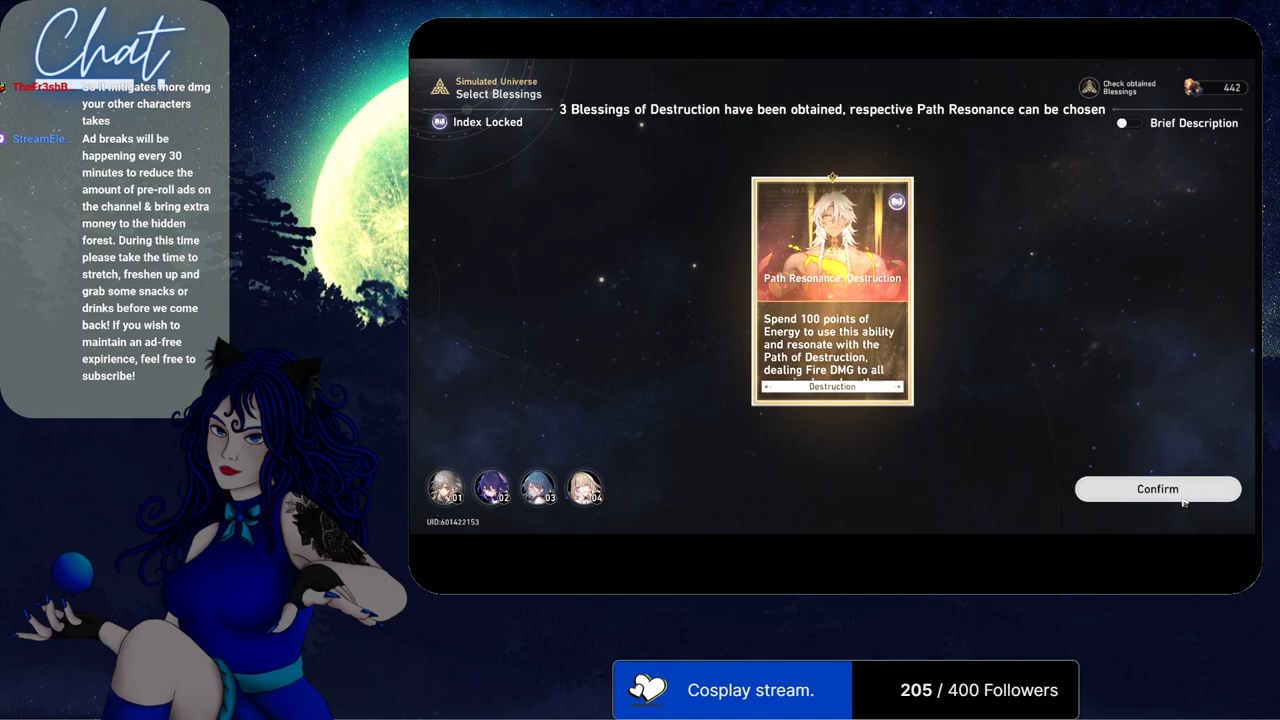 Chat
TheFr3shB... So it mitigates more dmg
your other characters
takes
StreamEle... Ad breaks will be
happening every 30
minutes to reduce the
amount of pre-roll ads on
the channel & bring extra
money to the hidden
forest. During this time
please take the time to
stretch, freshen up and
grab some snacks or
drinks before we come
back! If you wish to
maintain an ad-free
expirience, feel free to
subscribe!
Simulated Universe
Select Blessings
Index Locked
3 Blessings of Destruction have been obtained, respective Path Resonance can be chosen
Check obtained
Blessings
442
Brief Description
Path Resonance: Destruction
Spend 100 points of
Energy to use this ability
and resonate with the
Path of Destruction,
dealing Fire DMG to all
Destruction
01
02
03
04
UID:601422153
Confirm
Cosplay stream.
205 / 400 Followers